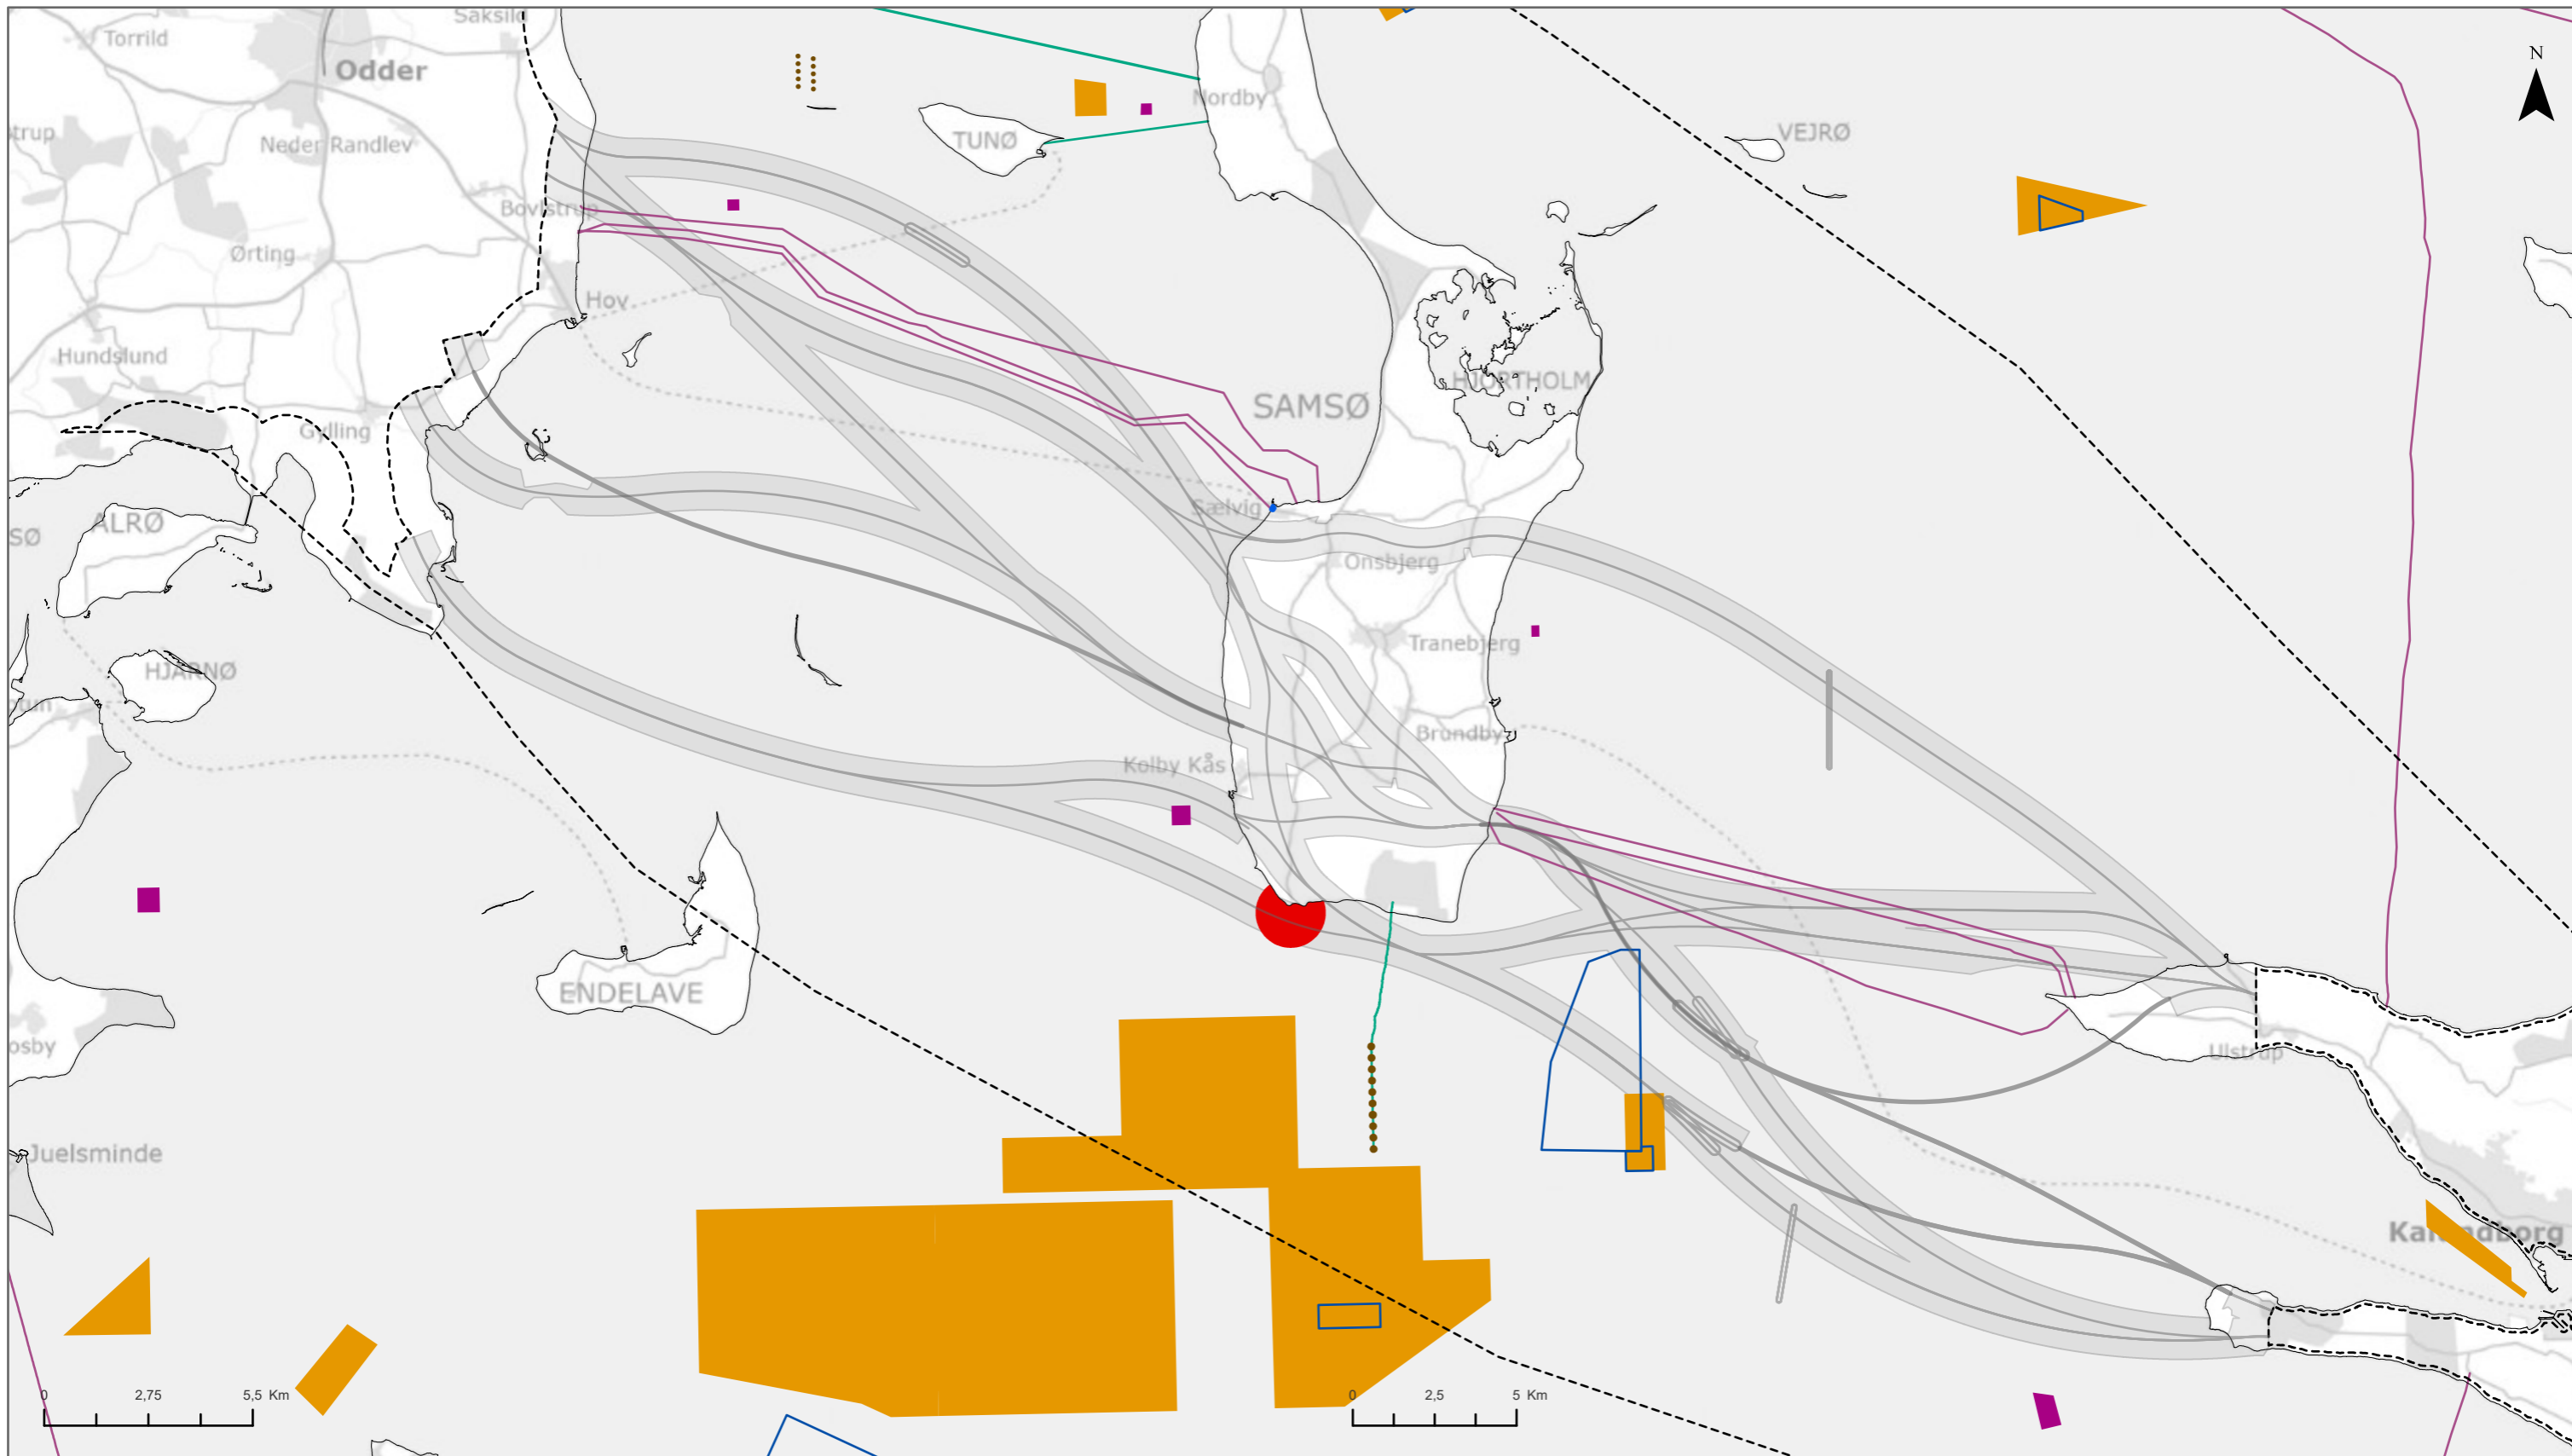 Saksild
Torrild
Odder
N
Nordby
trup
Neder Randlev
TUNØ
VEJRØ
Ørting
Hov
Hundslund
HJORTHOLM
SAMSØ
Gylling
Sælvig
ALRØ
SØ
Onsbjerg
Tranebjerg
HJARNØ
Brundby
Kolby Kås
ENDELAVE
osby
Ulstrup
Juelsminde
0 2,75 5,5 Km
0 2,5 5 Km